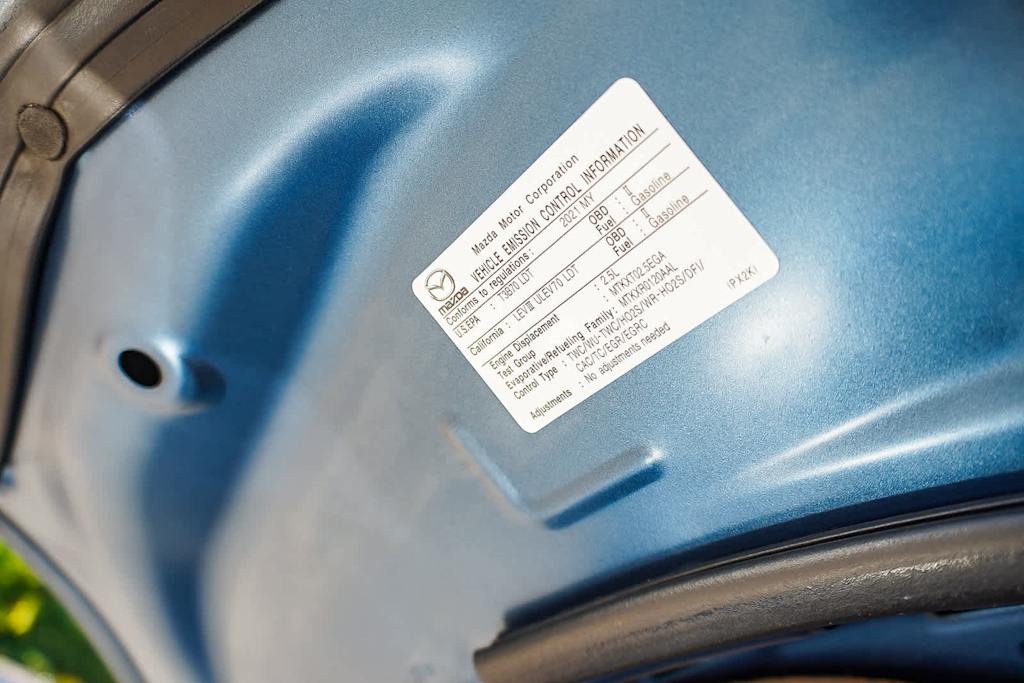 mazda
Mazda Motor Corporation
VEHICLE EMISSION CONTROL INFORMATION
Conforms to regulations: 2021 MY
U.S.EPA : T3B70 LDT OBD : II
Fuel : Gasoline
California : LEVIII ULEV70 LDT OBD : II
Fuel : Gasoline
Engine Displacement : 2.5L
Test Group : MTKXT02.5EGA
Evaporative/Refueling Family: MTKXR0120AAL
Control Type : TWC/WU-TWC/HO2S/WR-HO2S/DFI/
CAC/TC/EGR/EGRC
Adjustments : No adjustments needed
(PX2K)